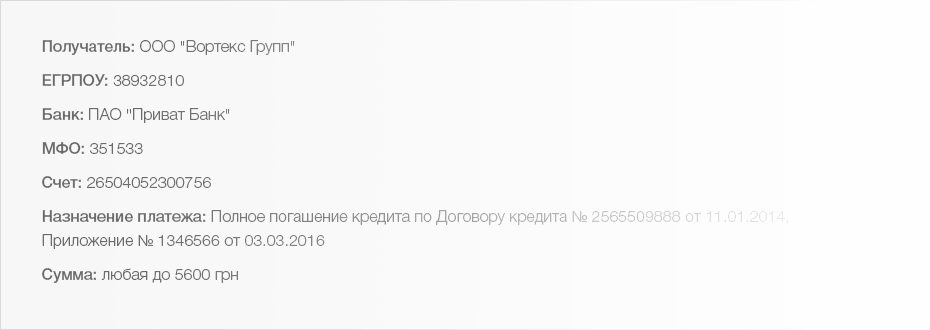 Получатель: ООО "Вортекс Групп"
ЕГРПОУ: 38932810
Банк: ПАО "Приват Банк"
МФО: 351533
Счет: 26504052300756
Назначение платежа: Полное погашение кредита по Договору кредита № 2565509888 от 11.01.2014,
Приложение № 1346566 от 03.03.2016
Сумма: любая до 5600 грн